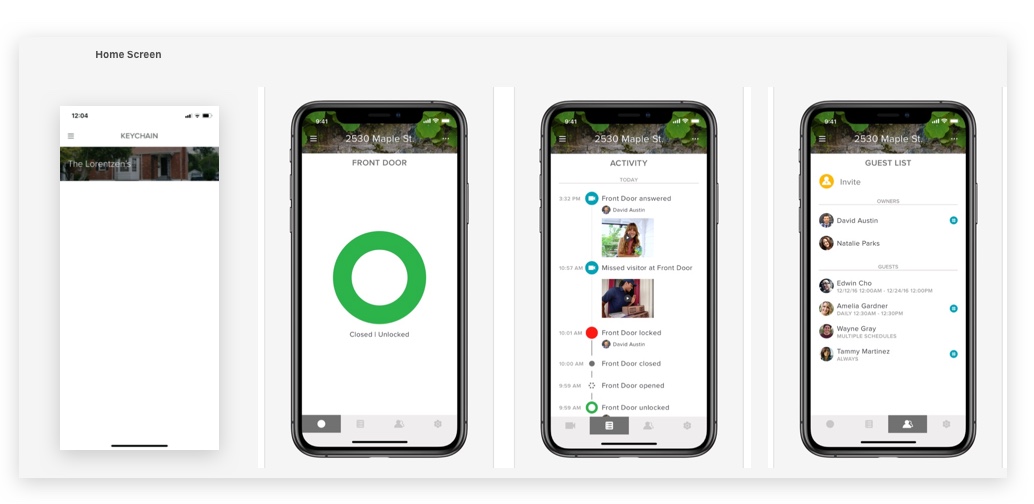 Home Screen
12:04
KEYCHAIN
The Lorentzen's
9:41
2530 Maple St.
FRONT DOOR
Closed | Unlocked
9:41
2530 Maple St.
ACTIVITY
TODAY
3:32 PM Front Door answered
David Austin
10:57 AM Missed visitor at Front Door
10:01 AM Front Door locked
David Austin
10:00 AM Front Door closed
9:59 AM Front Door opened
9:59 AM Front Door unlocked
9:41
2530 Maple St.
GUEST LIST
Invite
OWNERS
David Austin
Natalie Parks
GUESTS
Edwin Cho
12/12/16 12:00AM - 12/24/16 12:00PM
Amelia Gardner
DAILY 12:30AM - 12:30PM
Wayne Gray
MULTIPLE SCHEDULES
Tammy Martinez
ALWAYS